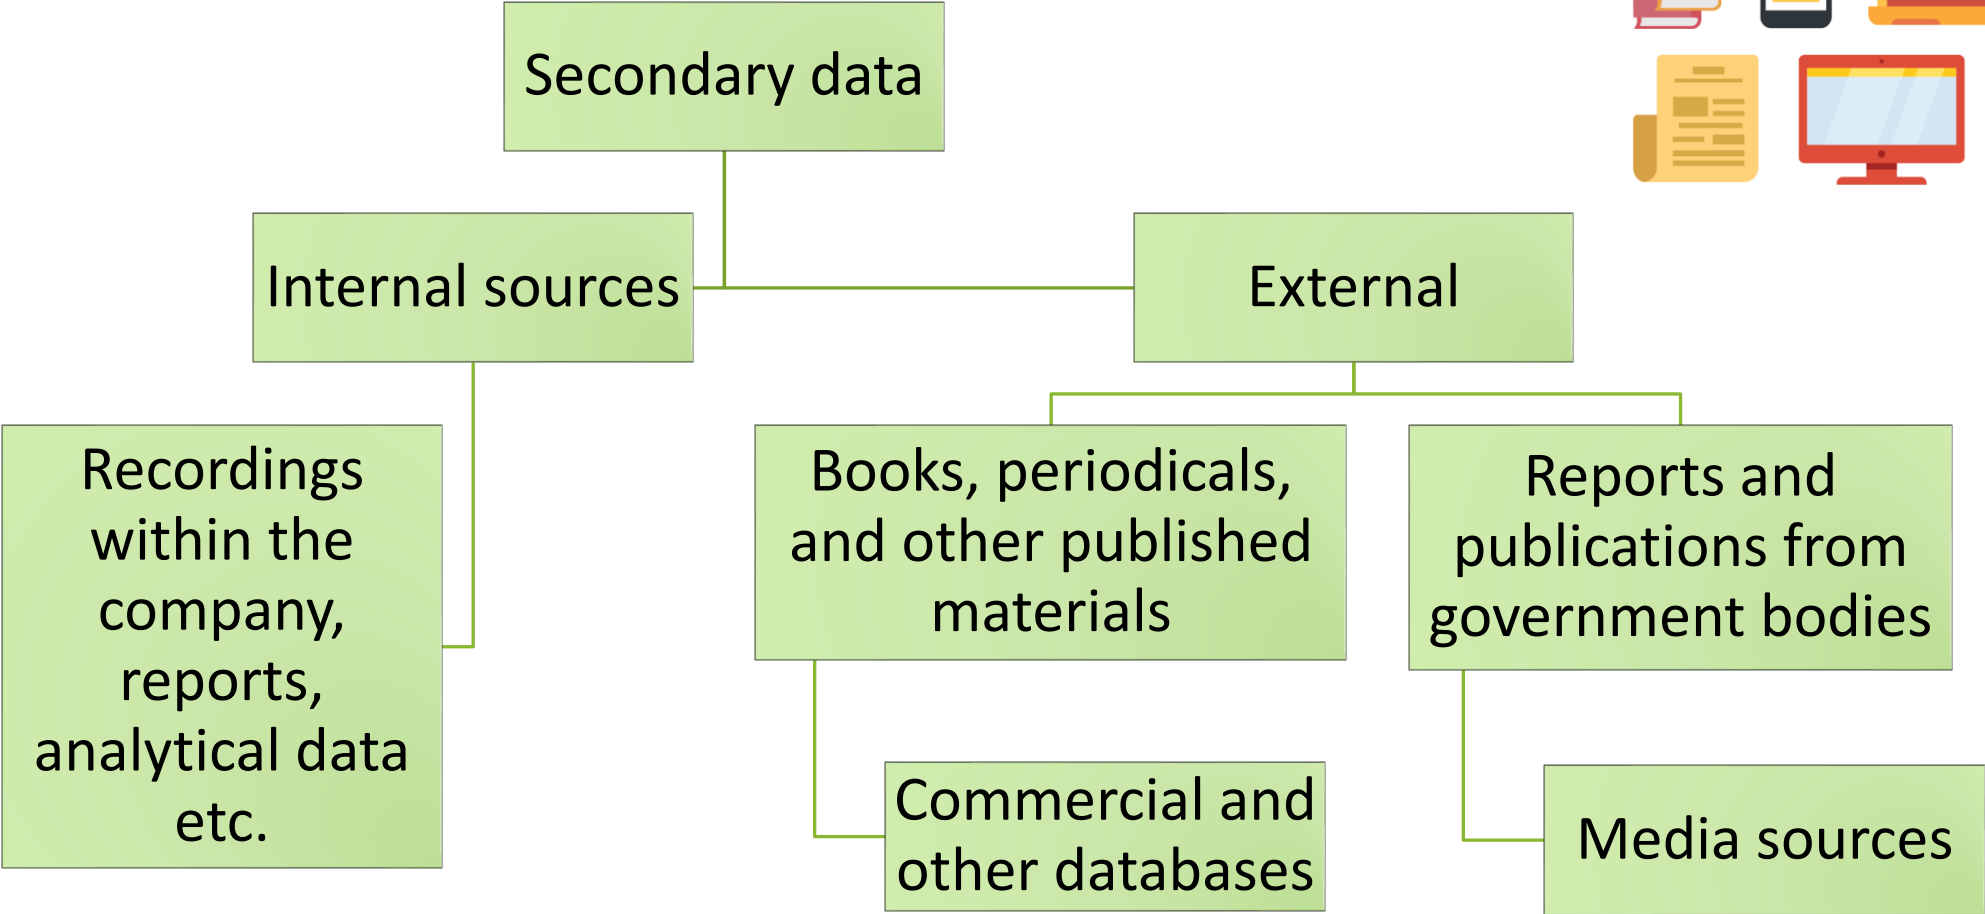 Secondary data
Internal sources
External
Recordings
within the
company,
reports,
analytical data
etc.
Books, periodicals,
and other published
materials
Reports and
publications from
government bodies
Commercial and
other databases
Media sources